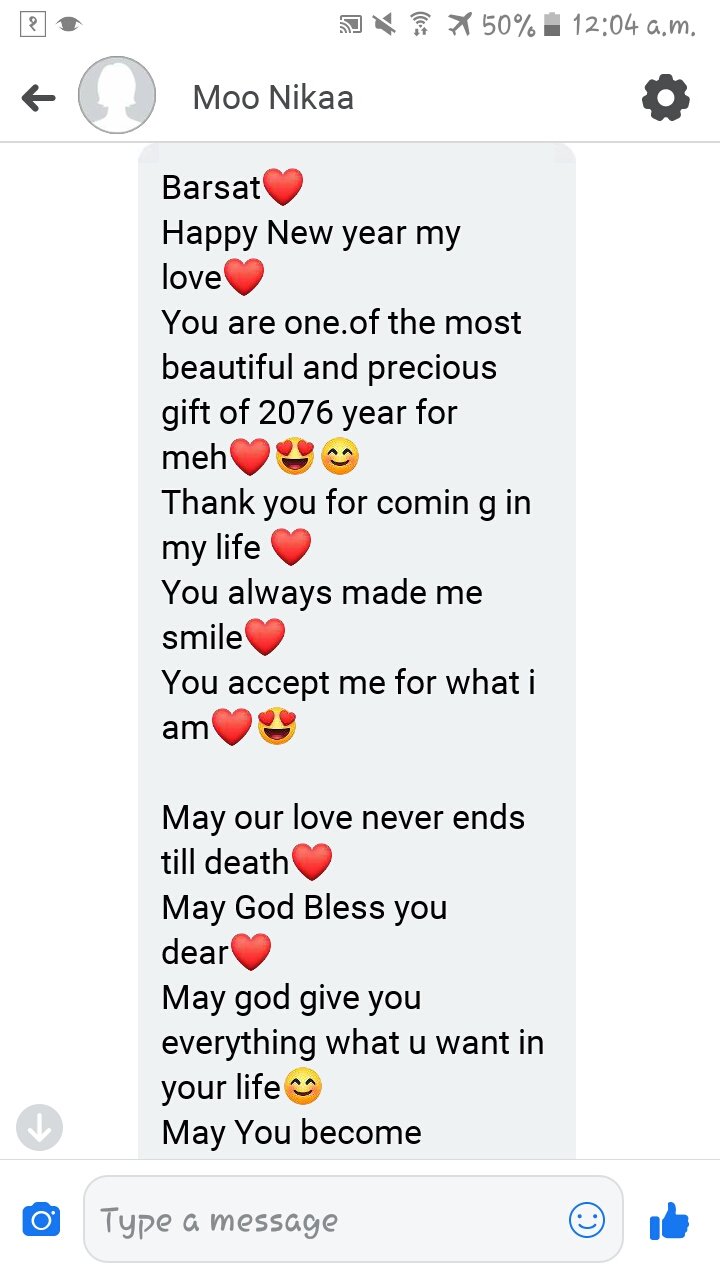 १ 50% 12:04 a.m.
Moo Nikaa
Barsat❤️
Happy New year my
love❤️
You are one.of the most
beautiful and precious
gift of 2076 year for
meh❤️😍😊
Thank you for comin g in
my life ❤️
You always made me
smile❤️
You accept me for what i
am❤️😍
May our love never ends
till death❤️
May God Bless you
dear❤️
May god give you
everything what u want in
your life😊
May You become
Type a message